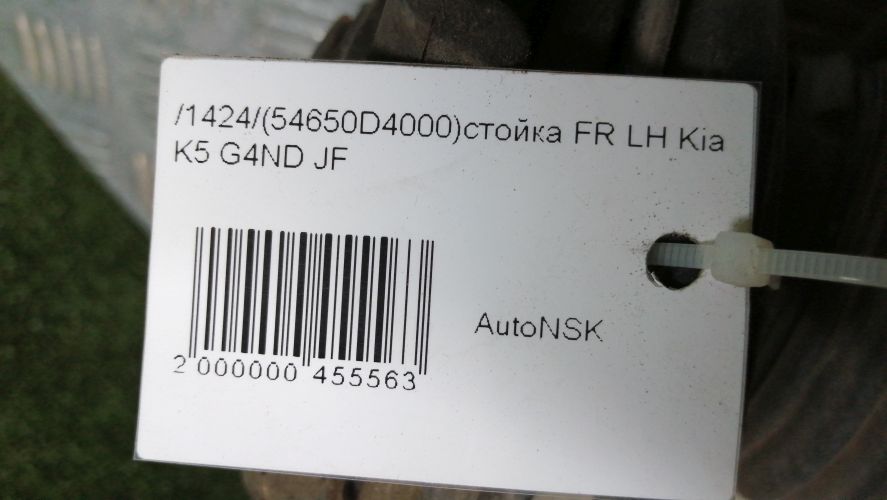 /1424/(54650D4000)стойка FR LH Kia
K5 G4ND JF
AutoNSK
2 000000 455563